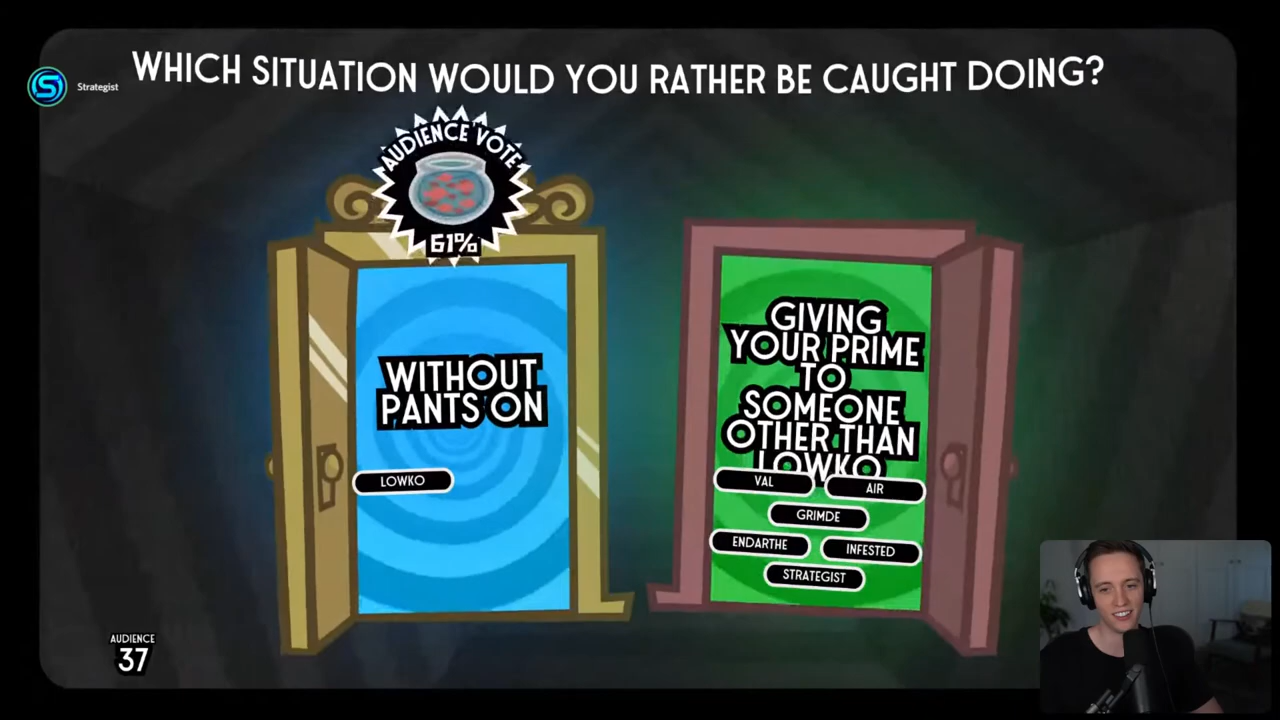 WHICH SITUATION WOULD YOU RATHER BE CAUGHT DOING?
Strategist
AUDIENCE VOTE
61%
WITHOUT
PANTS ON
LOWKO
GIVING
YOUR PRIME
TO
SOMEONE
OTHER THAN
LOWKO
VAL
AIR
GRIMDE
ENDARTHE
INFESTED
STRATEGIST
AUDIENCE
37